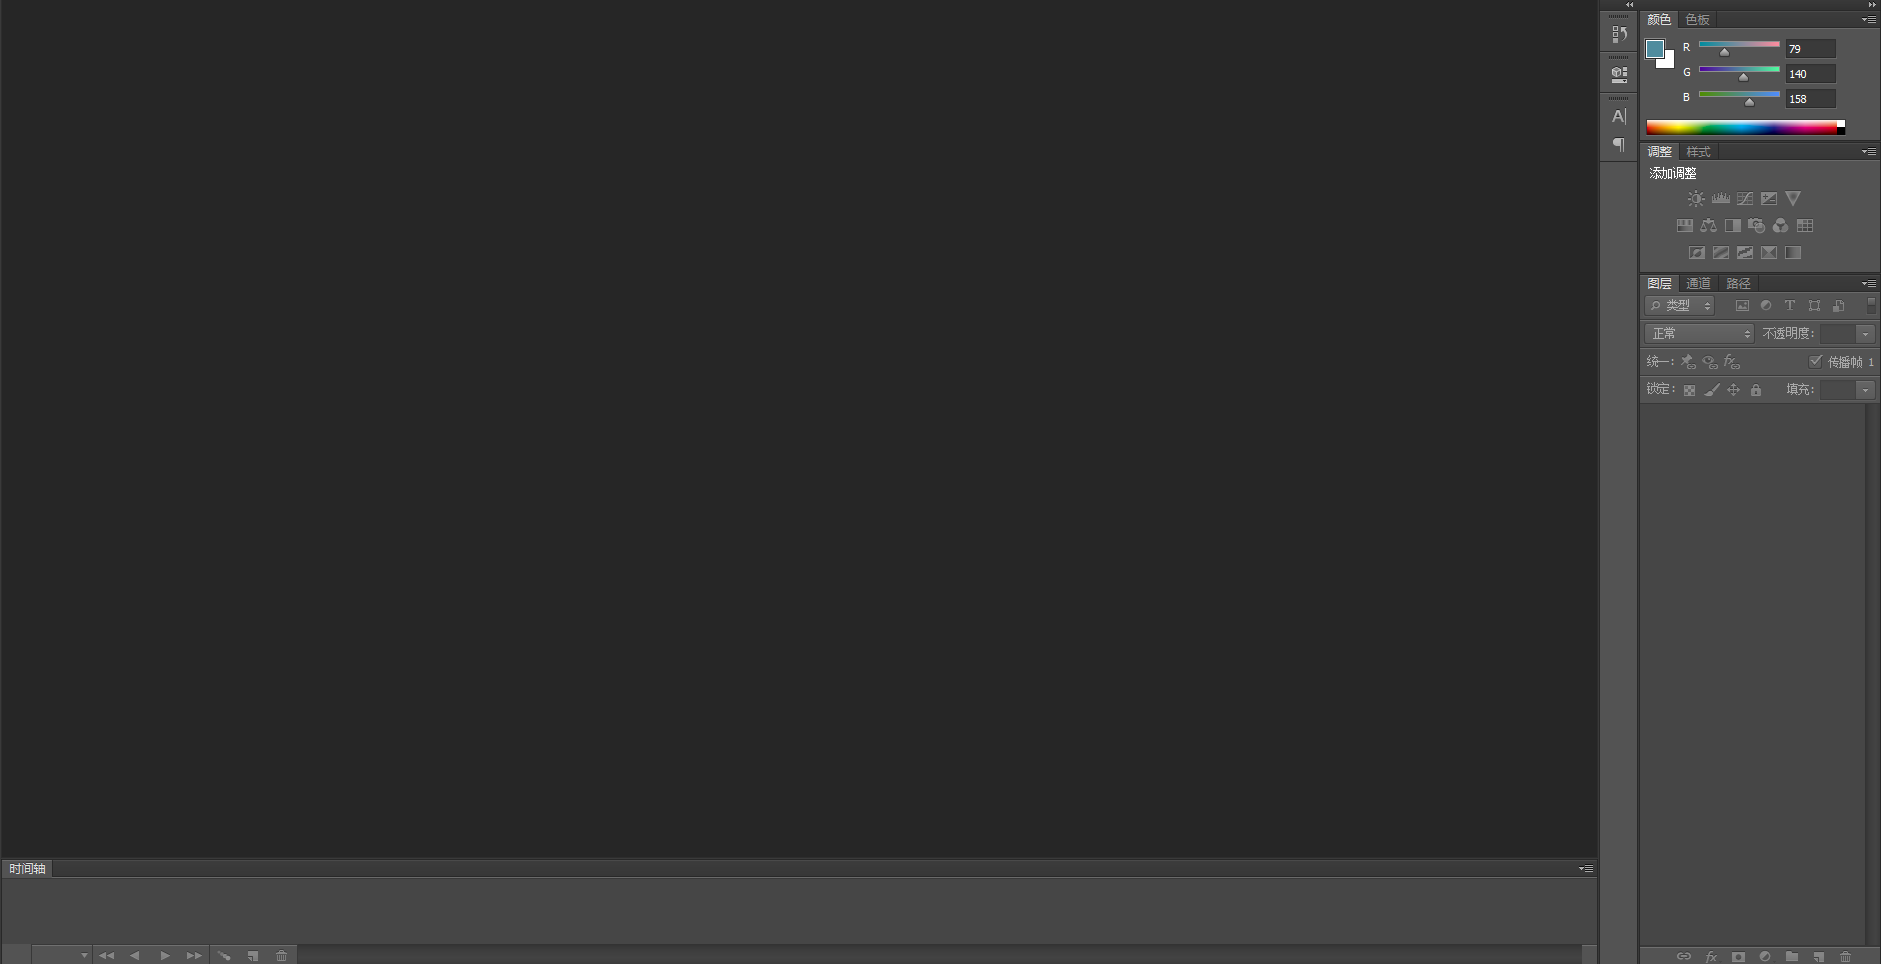 颜色 色板
R 79
G 140
B 158
A
调整 样式
添加调整
图层 通道 路径
类型 T
正常 不透明度:
统一: fx 传播帧 1
锁定: 填充:
时间轴
fx